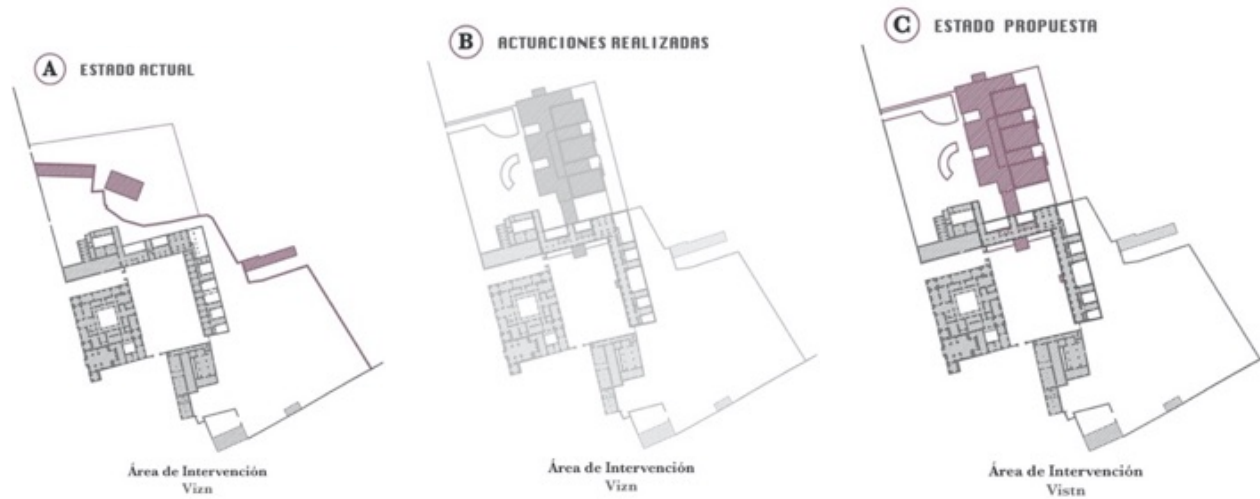 A ESTADO ACTUAL
B ACTUACIONES REALIZADAS
C ESTADO PROPUESTA
Área de Intervención
Vizn
Área de Intervención
Vizn
Área de Intervención
Vistn